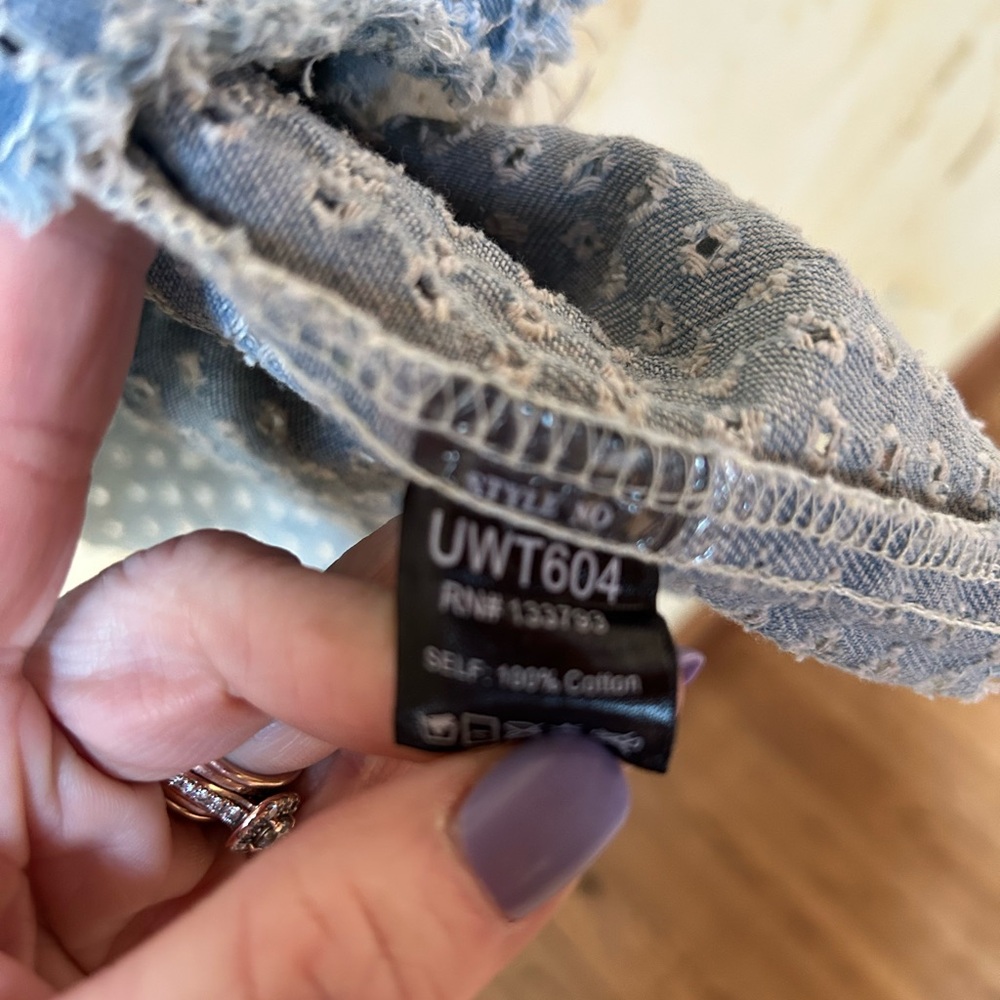 STYLE NO
UWT604
RN# 133793
SELF: 100% Cotton